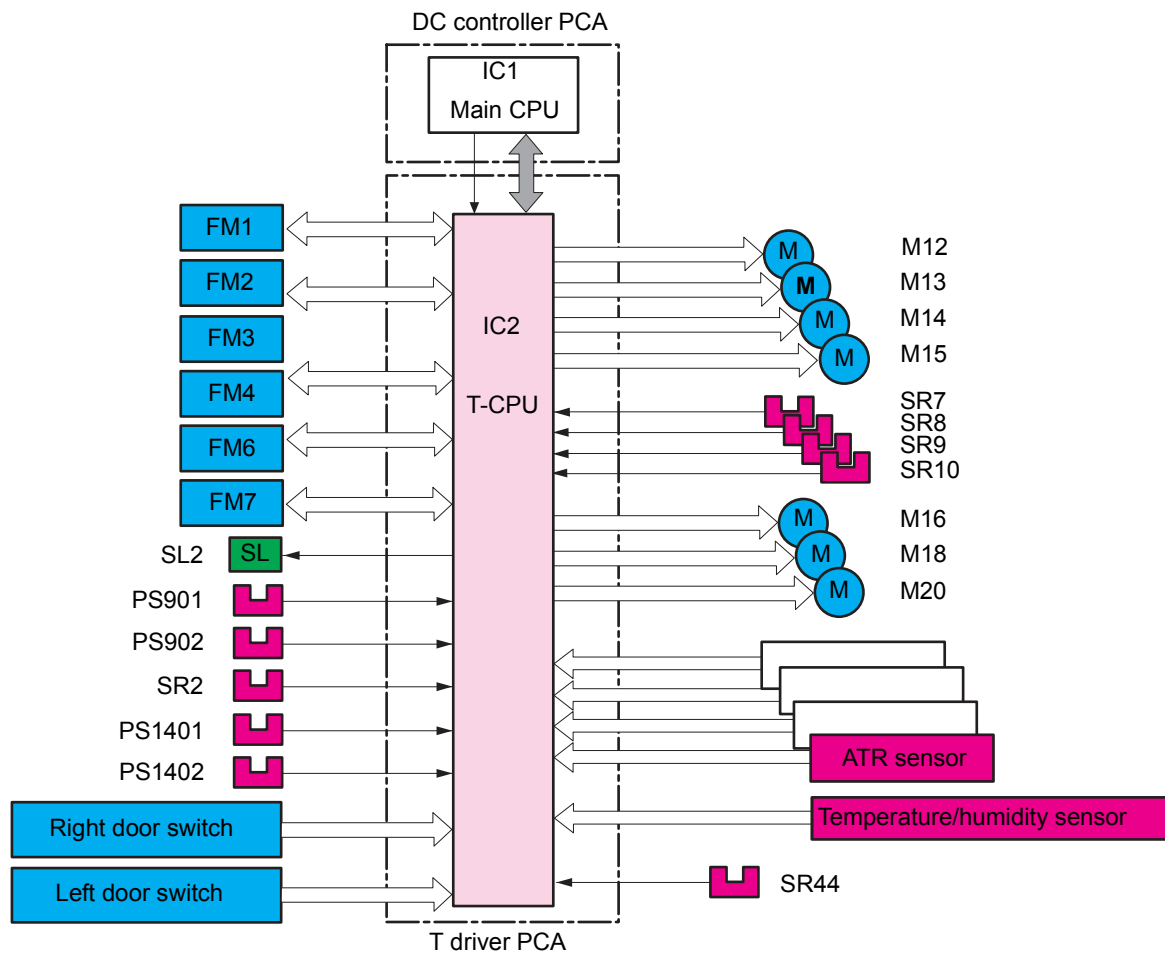 DC controller PCA
IC1
Main CPU
FM1
FM2
FM3
FM4
FM6
FM7
SL2
SL
PS901
PS902
SR2
PS1401
PS1402
Right door switch
Left door switch
IC2
T-CPU
M
M12
M
M13
M
M14
M
M15
SR7
SR8
SR9
SR10
M
M16
M
M18
M
M20
ATR sensor
Temperature/humidity sensor
SR44
T driver PCA